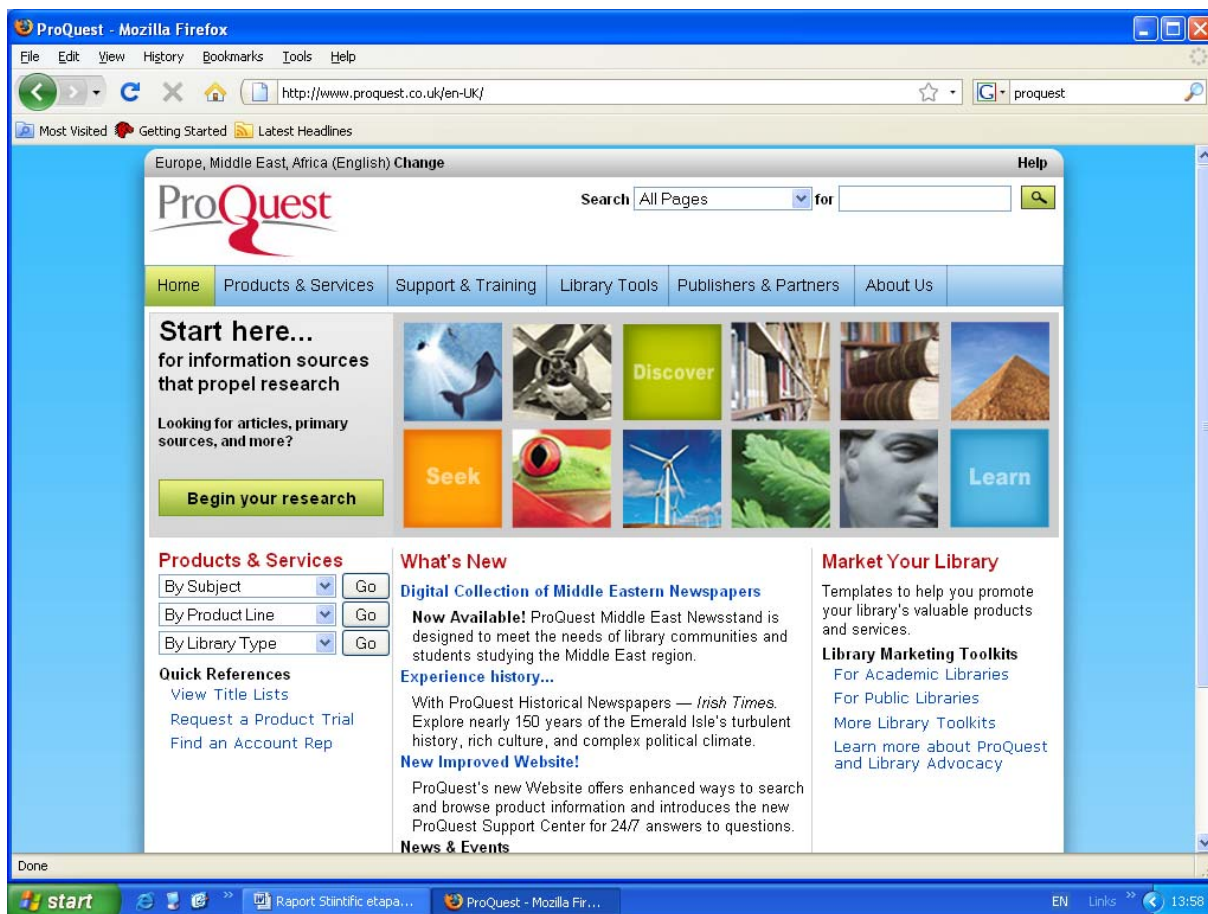 ProQuest - Mozilla Firefox
File Edit View History Bookmarks Tools Help
http://www.proquest.co.uk/en-UK/
G
proquest
Most Visited Getting Started Latest Headlines
Europe, Middle East, Africa (English) Change Help
ProQuest
Search All Pages for
Home Products & Services Support & Training Library Tools Publishers & Partners About Us
Start here...
for information sources
that propel research
Looking for articles, primary
sources, and more?
Begin your research
Discover
Seek
Learn
Products & Services
By Subject Go
By Product Line Go
By Library Type Go
Quick References
View Title Lists
Request a Product Trial
Find an Account Rep
What's New
Digital Collection of Middle Eastern Newspapers
Now Available! ProQuest Middle East Newsstand is
designed to meet the needs of library communities and
students studying the Middle East region.
Experience history...
With ProQuest Historical Newspapers — Irish Times.
Explore nearly 150 years of the Emerald Isle's turbulent
history, rich culture, and complex political climate.
New Improved Website!
ProQuest's new Website offers enhanced ways to search
and browse product information and introduces the new
ProQuest Support Center for 24/7 answers to questions.
News & Events
Market Your Library
Templates to help you promote
your library's valuable products
and services.
Library Marketing Toolkits
For Academic Libraries
For Public Libraries
More Library Toolkits
Learn more about ProQuest
and Library Advocacy
Done
start Raport Stiintific etapa... ProQuest - Mozilla Fir... EN Links 13:58